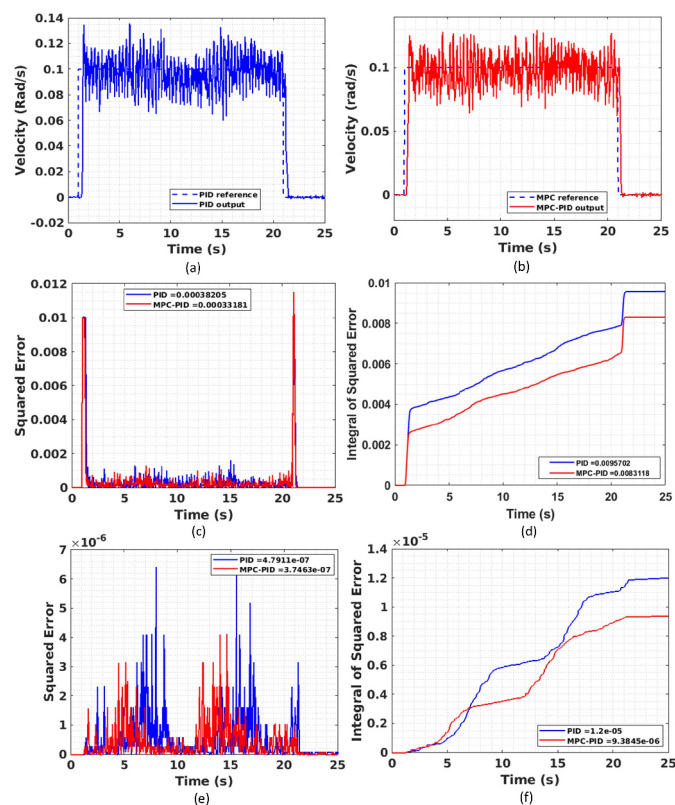 0.14
0.12
0.1
0.08
0.06
0.04
0.02
0
-0.02
Velocity (Rad/s)
PID reference
PID output
0 5 10 15 20 25
Time (s)
(a)
0.1
0.05
0
Velocity (rad/s)
MPC reference
MPC-PID output
0 5 10 15 20 25
Time (s)
(b)
0.012
0.01
0.008
0.006
0.004
0.002
0
Squared Error
PID =0.00038205
MPC-PID =0.00033181
0 5 10 15 20 25
Time (s)
(c)
0.01
0.008
0.006
0.004
0.002
0
Integral of Squared Error
PID =0.0095702
MPC-PID =0.0083118
0 5 10 15 20 25
Time (s)
(d)
×10-6
7
6
5
4
3
2
1
0
Squared Error
PID =4.7911e-07
MPC-PID =3.7463e-07
0 5 10 15 20 25
Time (s)
(e)
×10-5
1.4
1.2
1
0.8
0.6
0.4
0.2
0
Integral of Squared Error
PID =1.2e-05
MPC-PID =9.3845e-06
0 5 10 15 20 25
Time (s)
(f)